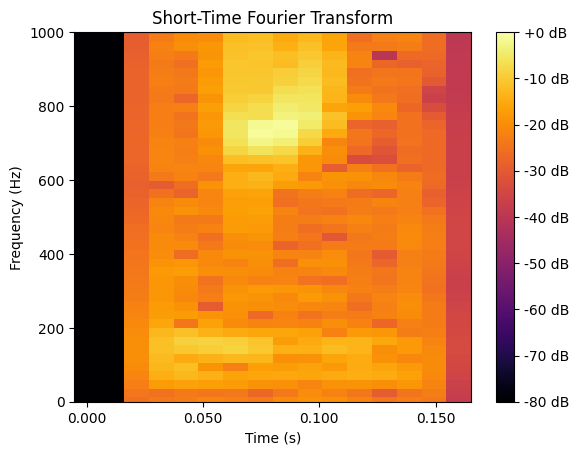 Short-Time Fourier Transform
1000
800
600
400
200
0
Frequency (Hz)
0.000
0.050
0.100
0.150
Time (s)
+0 dB
-10 dB
-20 dB
-30 dB
-40 dB
-50 dB
-60 dB
-70 dB
-80 dB